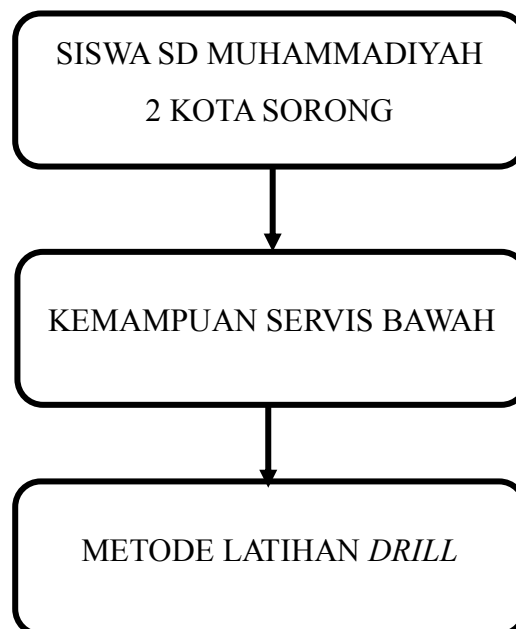 SISWA SD MUHAMMADIYAH
2 KOTA SORONG
KEMAMPUAN SERVIS BAWAH
METODE LATIHAN DRILL